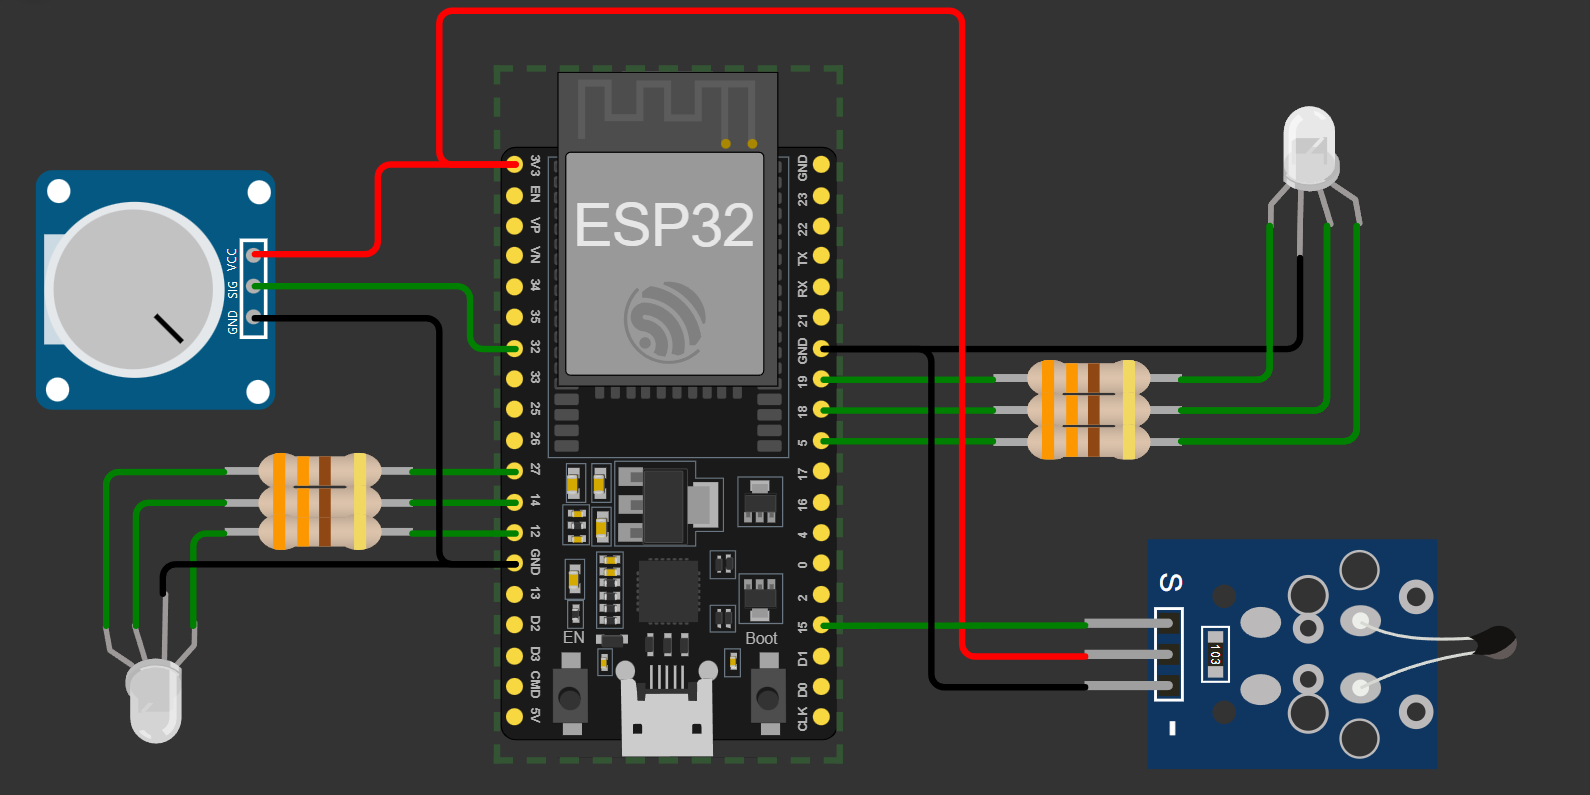 ESP32
3V3
EN
VP
VN
34
35
32
33
25
26
27
14
12
GND
13
D2
D3
CMD
5V
GND
23
22
TX
RX
21
GND
19
18
5
17
16
4
0
2
15
D1
D0
CLK
EN
Boot
VCC
SIG
GND
S
103
-